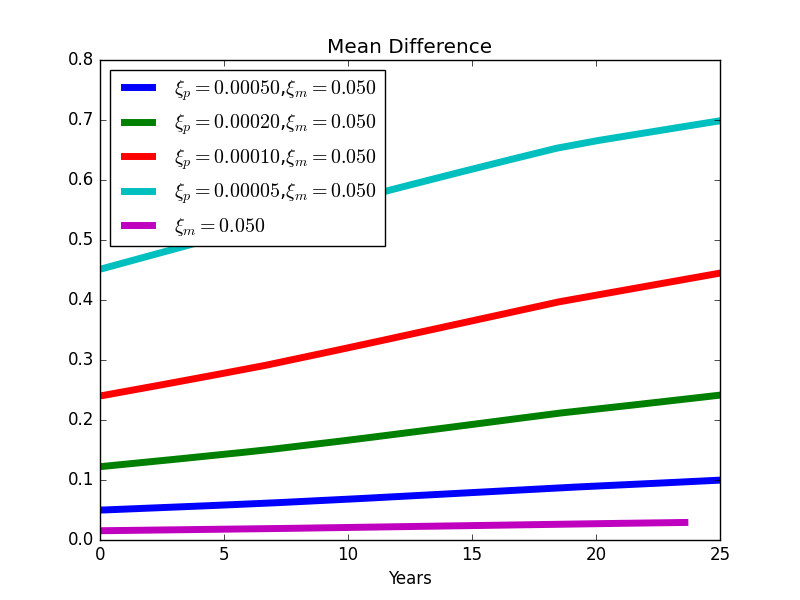 Mean Difference
0.8
0.7
0.6
0.5
0.4
0.3
0.2
0.1
0.0
ξₚ = 0.00050,ξₘ = 0.050
ξₚ = 0.00020,ξₘ = 0.050
ξₚ = 0.00010,ξₘ = 0.050
ξₚ = 0.00005,ξₘ = 0.050
ξₘ = 0.050
0 5 10 15 20 25
Years